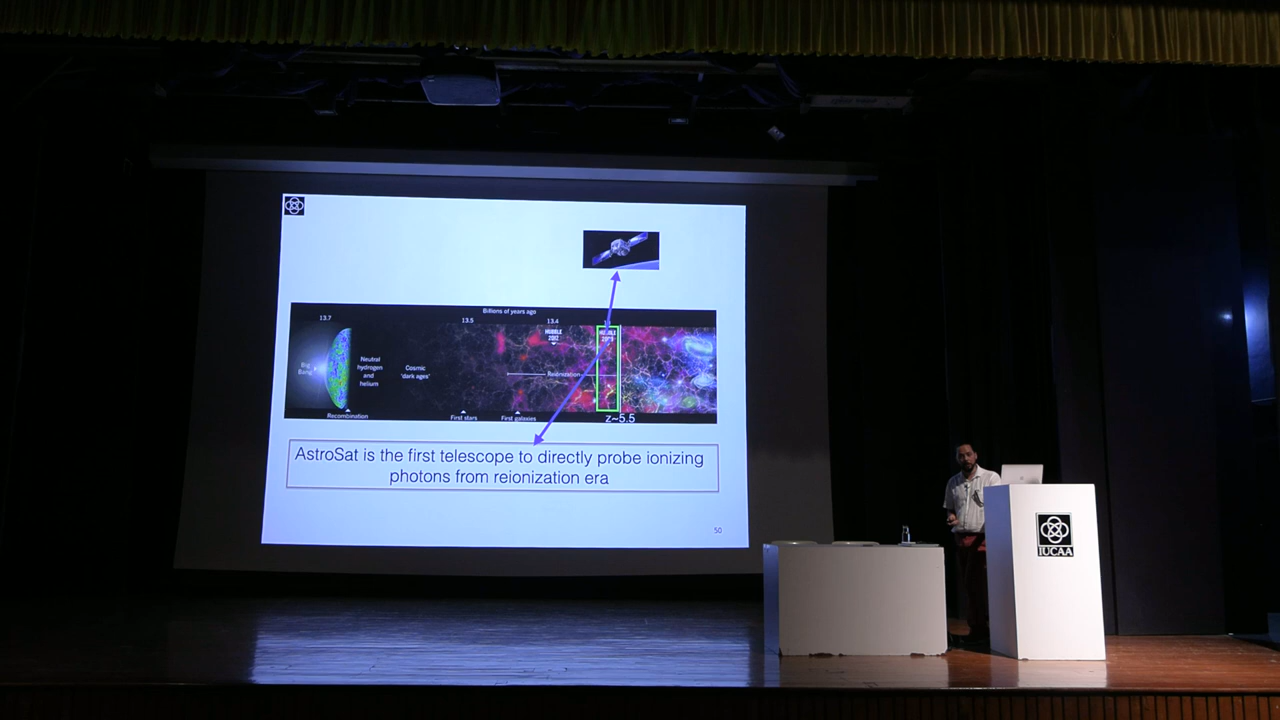 Billions of years ago
13.7
13.5
13.4
HUBBLE
2012
HUBBLE
Big
Bang
Neutral
hydrogen
and
helium
Cosmic
'dark ages'
Reionization
Recombination
First stars
First galaxies
z~5.5
AstroSat is the first telescope to directly probe ionizing
photons from reionization era
50
IUCAA